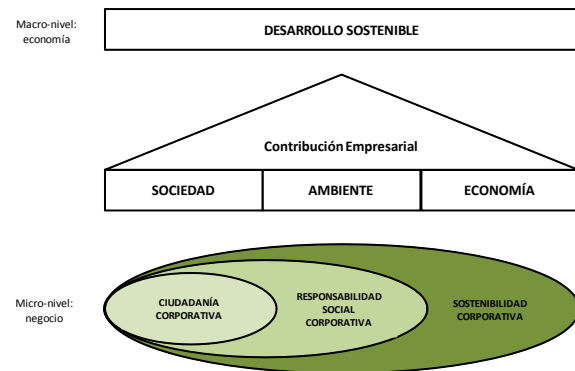 Macro-nivel:
economía
DESARROLLO SOSTENIBLE
Contribución Empresarial
SOCIEDAD
AMBIENTE
ECONOMÍA
Micro-nivel:
negocio
CIUDADANÍA
CORPORATIVA
RESPONSABILIDAD
SOCIAL
CORPORATIVA
SOSTENIBILIDAD
CORPORATIVA